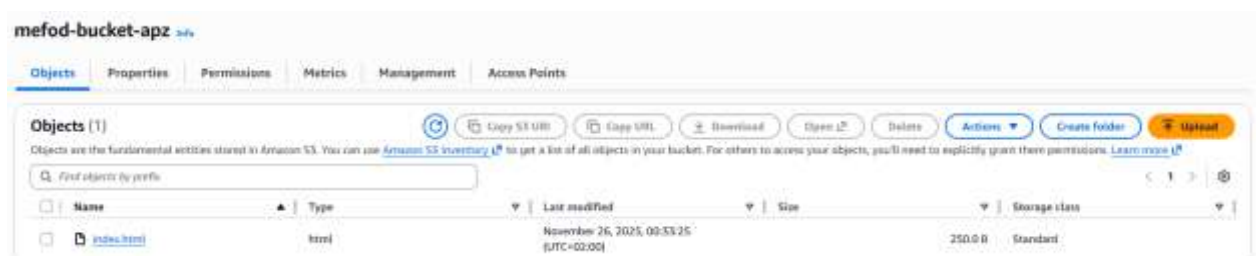 mefod-bucket-apz Info
Objects Properties Permissions Metrics Management Access Points
Objects (1) Copy S3 URI Copy URL Download Open Delete Actions Create folder Upload
Objects are the fundamental entities stored in Amazon S3. You can use Amazon S3 inventory to get a list of all objects in your bucket. For others to access your objects, you'll need to explicitly grant them permissions. Learn more
Find objects by prefix 1
Name Type Last modified Size Storage class
index.html html November 26, 2025, 00:33:25 250.0 B Standard
(UTC+02:00)